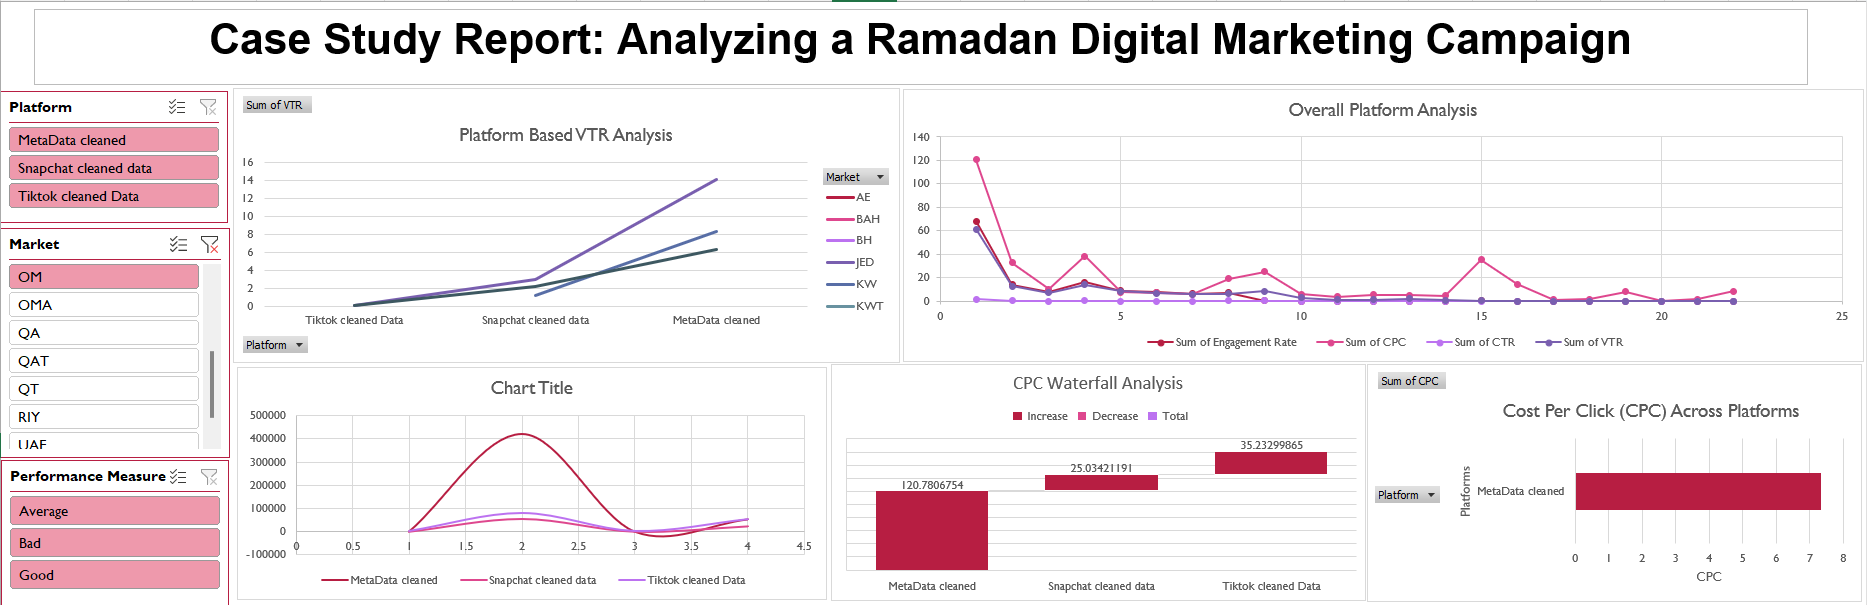 Case Study Report: Analyzing a Ramadan Digital Marketing Campaign
Platform
MetaData cleaned
Snapchat cleaned data
Tiktok cleaned Data
Market
OM
OMA
QA
QAT
QT
RIY
UAE
Performance Measure
Average
Bad
Good
Sum of VTR
Platform Based VTR Analysis
16
14
12
10
8
6
4
2
0
Tiktok cleaned Data Snapchat cleaned data MetaData cleaned
Market
AE
BAH
BH
JED
KW
KWT
Platform
Overall Platform Analysis
140
120
100
80
60
40
20
0
0 5 10 15 20 25
Sum of Engagement Rate Sum of CPC Sum of CTR Sum of VTR
Chart Title
500000
400000
300000
200000
100000
0
-100000
0 0.5 1 1.5 2 2.5 3 3.5 4 4.5
MetaData cleaned Snapchat cleaned data Tiktok cleaned Data
CPC Waterfall Analysis
Increase Decrease Total
120.7806754
25.03421191
35.23299865
MetaData cleaned Snapchat cleaned data Tiktok cleaned Data
Sum of CPC
Cost Per Click (CPC) Across Platforms
Platform
Platforms
MetaData cleaned
0 1 2 3 4 5 6 7 8
CPC